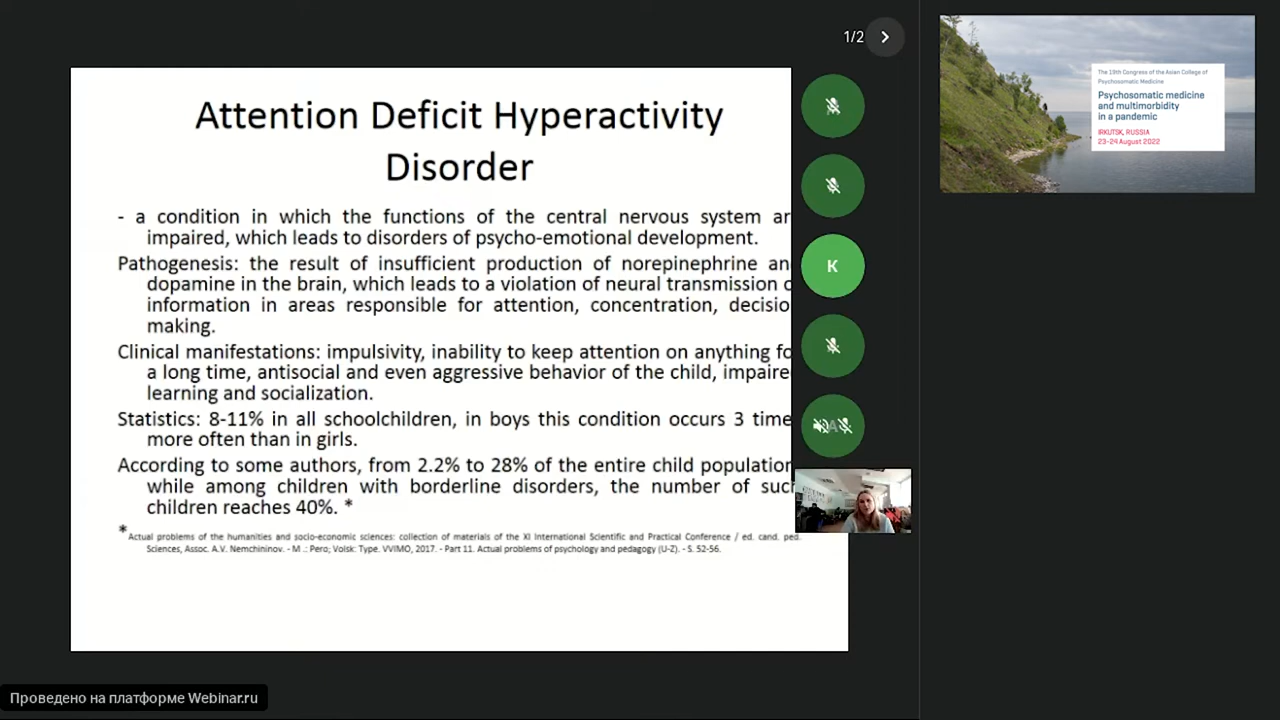 1/2
Attention Deficit Hyperactivity
Disorder
- a condition in which the functions of the central nervous system ar
impaired, which leads to disorders of psycho-emotional development.
Pathogenesis: the result of insufficient production of norepinephrine an
dopamine in the brain, which leads to a violation of neural transmission o
information in areas responsible for attention, concentration, decisio
making.
Clinical manifestations: impulsivity, inability to keep attention on anything fo
a long time, antisocial and even aggressive behavior of the child, impaire
learning and socialization.
Statistics: 8-11% in all schoolchildren, in boys this condition occurs 3 time
more often than in girls.
According to some authors, from 2.2% to 28% of the entire child population
while among children with borderline disorders, the number of suc
children reaches 40%. *
* Actual problems of the humanities and socio-economic sciences: collection of materials of the XI International Scientific and Practical Conference / ed. cand. ped.
Sciences, Assoc. A.V. Nemchininov. - M .: Pero; Volsk: Type. VVIMO, 2017. - Part 11. Actual problems of psychology and pedagogy (U-Z). - S. 52-56.
K
A
The 19th Congress of the Asian College of
Psychosomatic Medicine
Psychosomatic medicine
and multimorbidity
in a pandemic
IRKUTSK, RUSSIA
23-24 August 2022
Проведено на платформе Webinar.ru